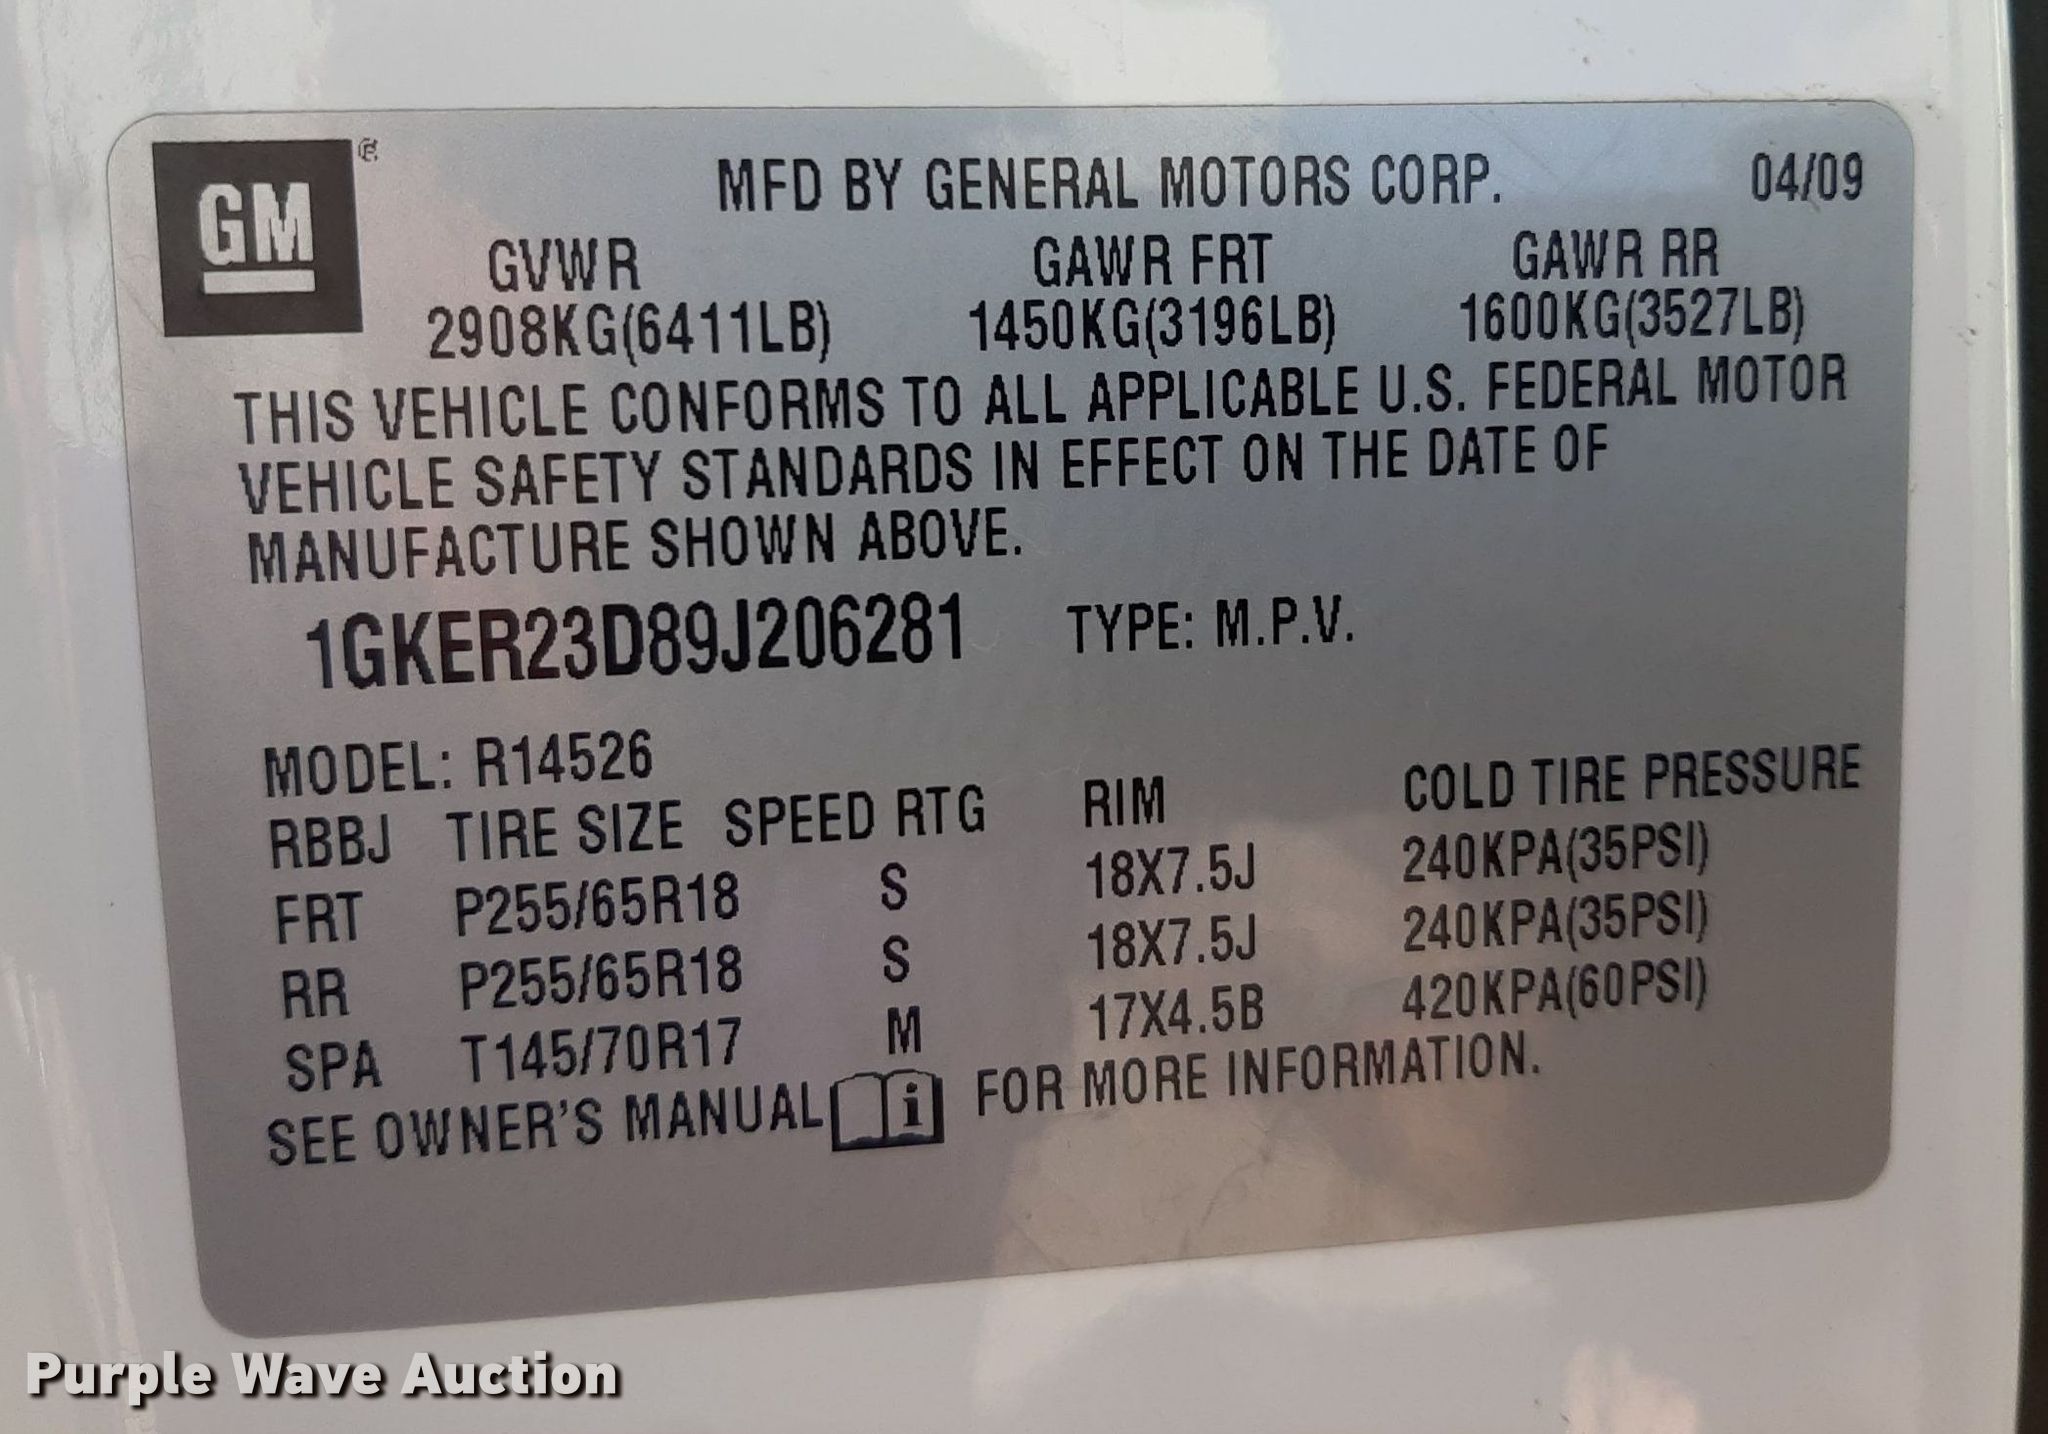 GM®
MFD BY GENERAL MOTORS CORP. 04/09
GVWR GAWR FRT GAWR RR
2908KG(6411LB) 1450KG(3196LB) 1600KG(3527LB)
THIS VEHICLE CONFORMS TO ALL APPLICABLE U.S. FEDERAL MOTOR
VEHICLE SAFETY STANDARDS IN EFFECT ON THE DATE OF
MANUFACTURE SHOWN ABOVE.
1GKER23D89J206281 TYPE: M.P.V.
MODEL: R14526
RBBJ TIRE SIZE SPEED RTG RIM COLD TIRE PRESSURE
FRT P255/65R18 S 18X7.5J 240KPA(35PSI)
RR P255/65R18 S 18X7.5J 240KPA(35PSI)
SPA T145/70R17 M 17X4.5B 420KPA(60PSI)
SEE OWNER'S MANUAL i FOR MORE INFORMATION.
Purple Wave Auction